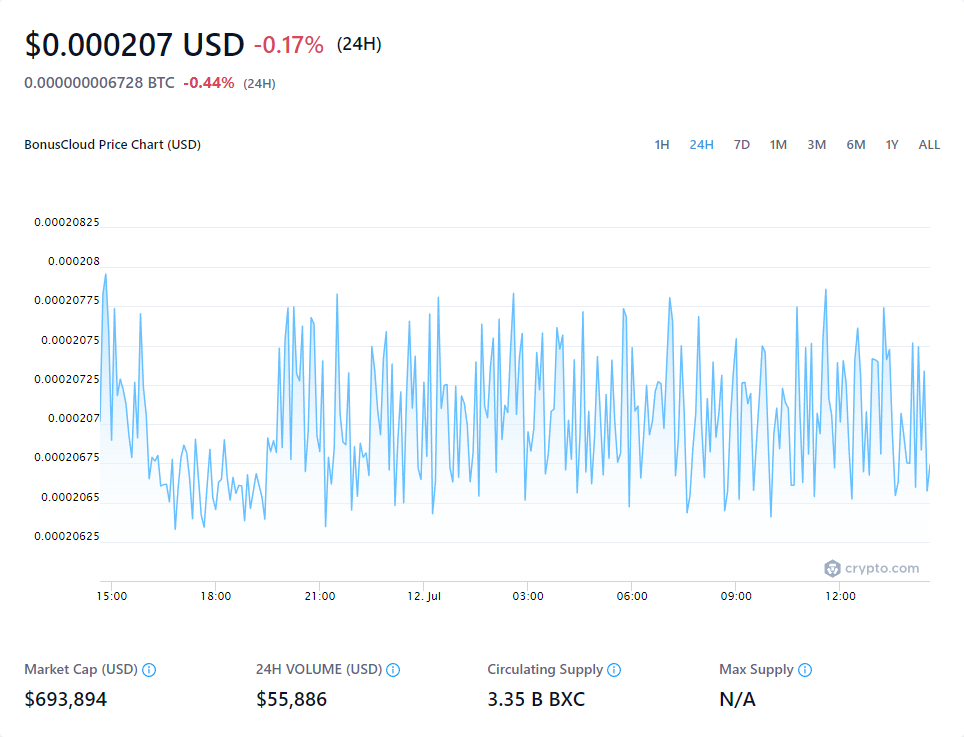 $0.000207 USD -0.17% (24H)
0.000000006728 BTC -0.44% (24H)
BonusCloud Price Chart (USD) 1H 24H 7D 1M 3M 6M 1Y ALL
0.00020825
0.000208
0.00020775
0.0002075
0.00020725
0.000207
0.00020675
0.0002065
0.00020625
crypto.com
15:00 18:00 21:00 12. Jul 03:00 06:00 09:00 12:00
Market Cap (USD) 24H VOLUME (USD) Circulating Supply Max Supply
$693,894 $55,886 3.35 B BXC N/A